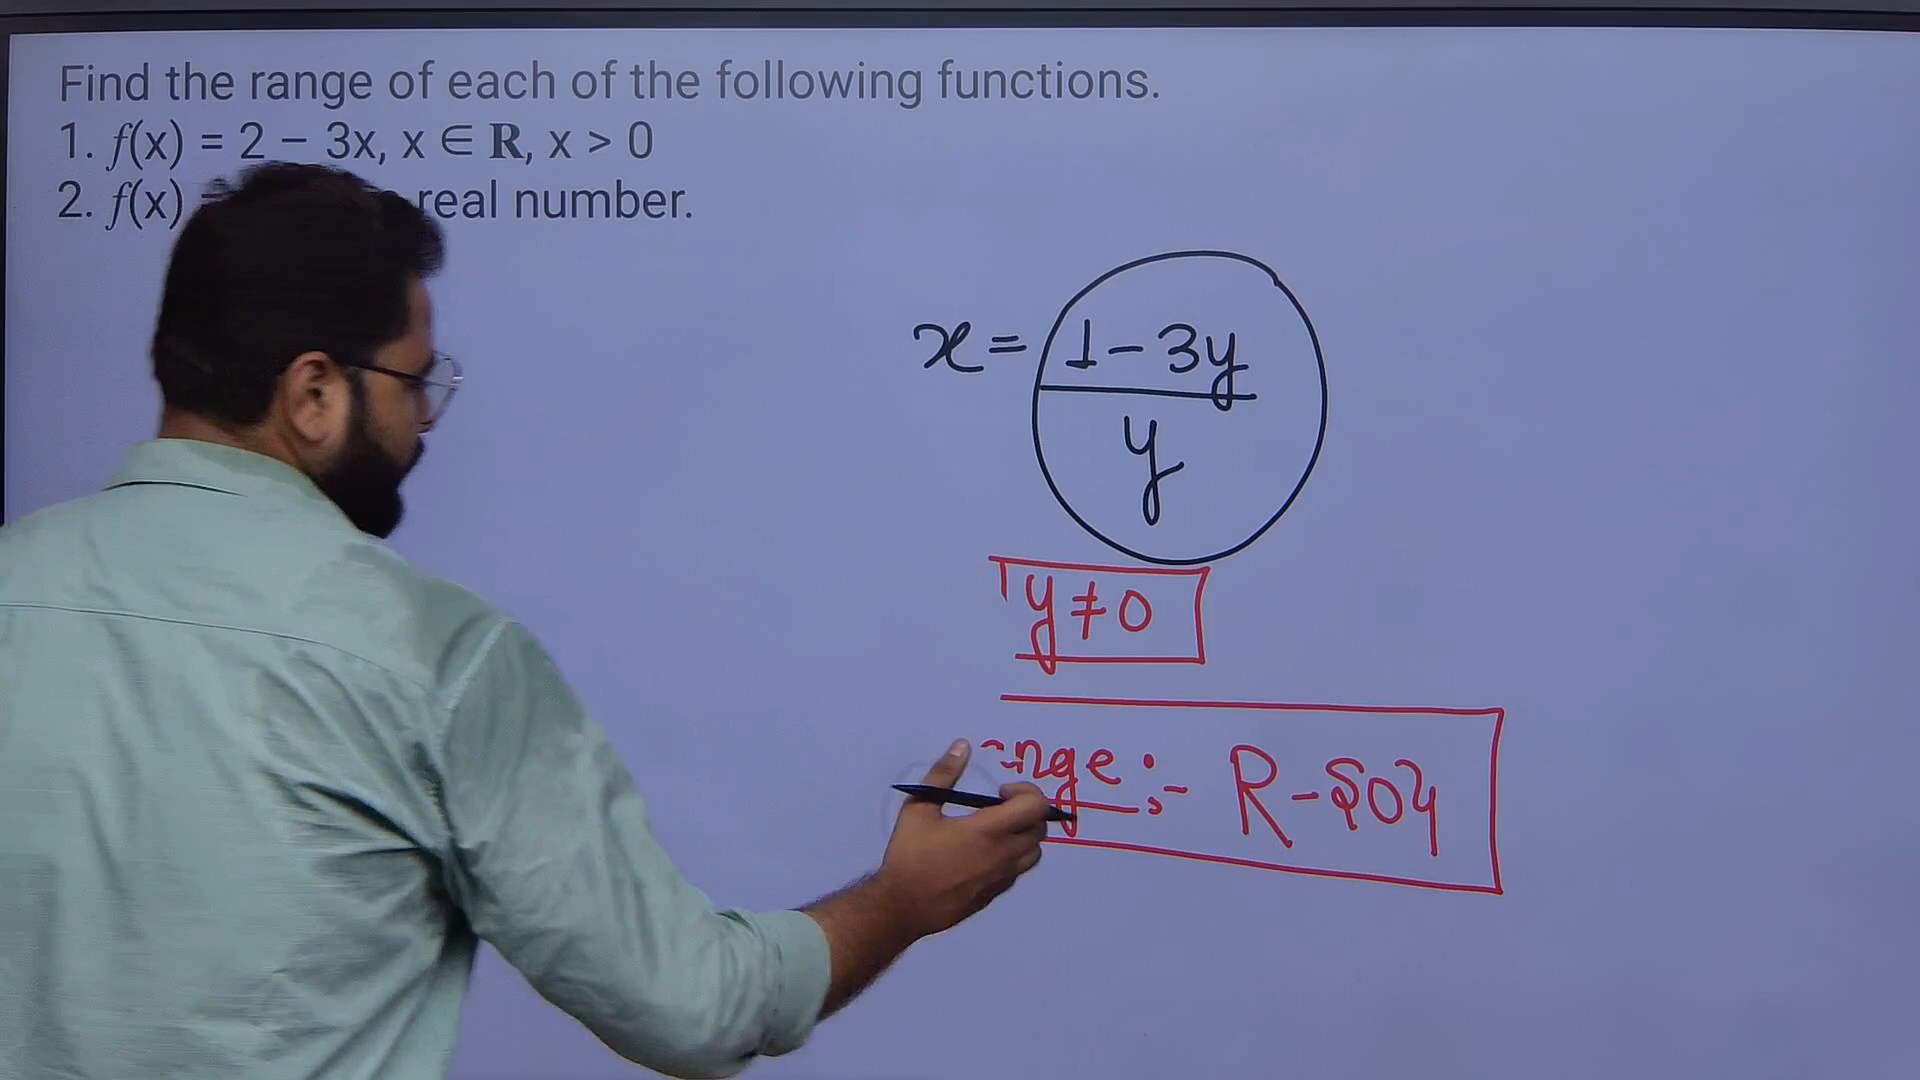 Find the range of each of the following functions.
1. f(x) = 2 – 3x, x ∈ R, x > 0
2. f(x) = real number.
x = 1 - 3y / y
y ≠ 0
nge :- R - {0}